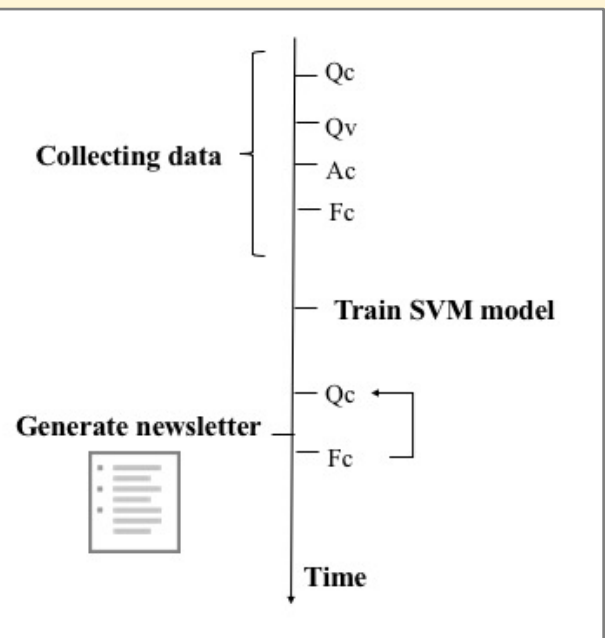 Qc
Qv
Collecting data
Ac
Fc
Train SVM model
Qc
Generate newsletter
Fc
Time